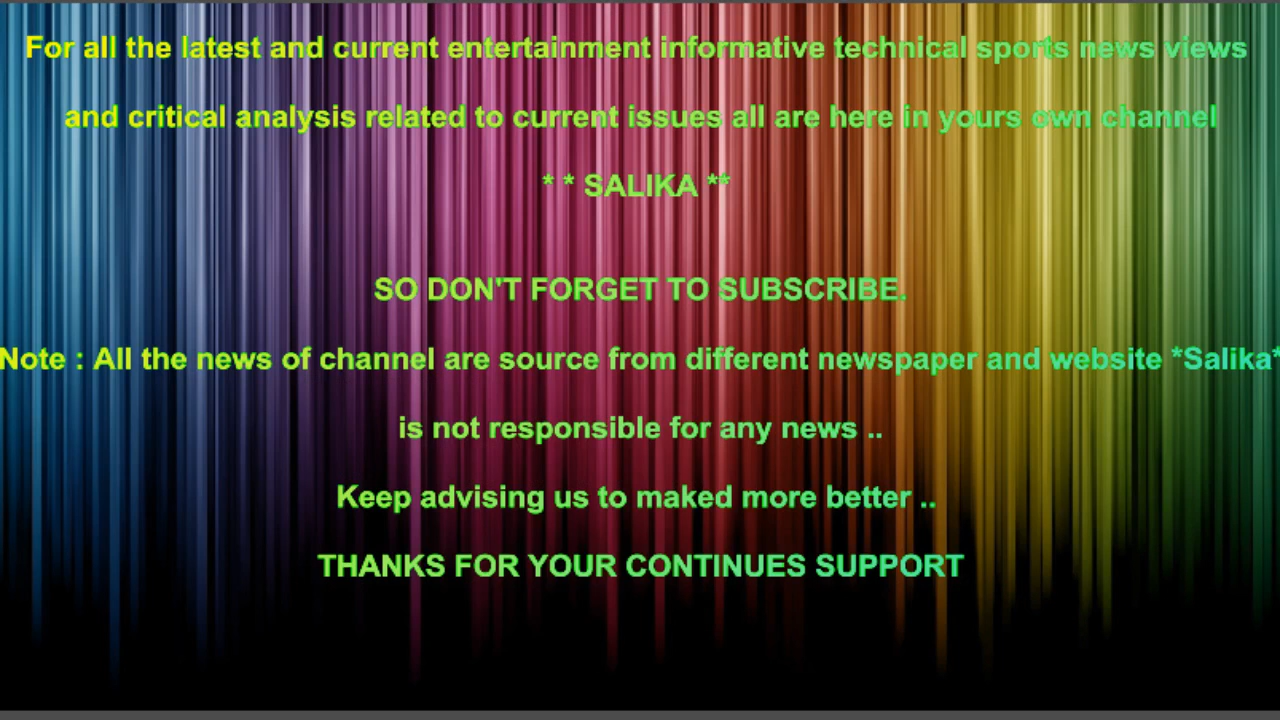 For all the latest and current entertainment informative technical sports news views
and critical analysis related to current issues all are here in yours own channel
* * SALIKA **
SO DON'T FORGET TO SUBSCRIBE.
Note : All the news of channel are source from different newspaper and website *Salika*
is not responsible for any news ..
Keep advising us to maked more better ..
THANKS FOR YOUR CONTINUES SUPPORT